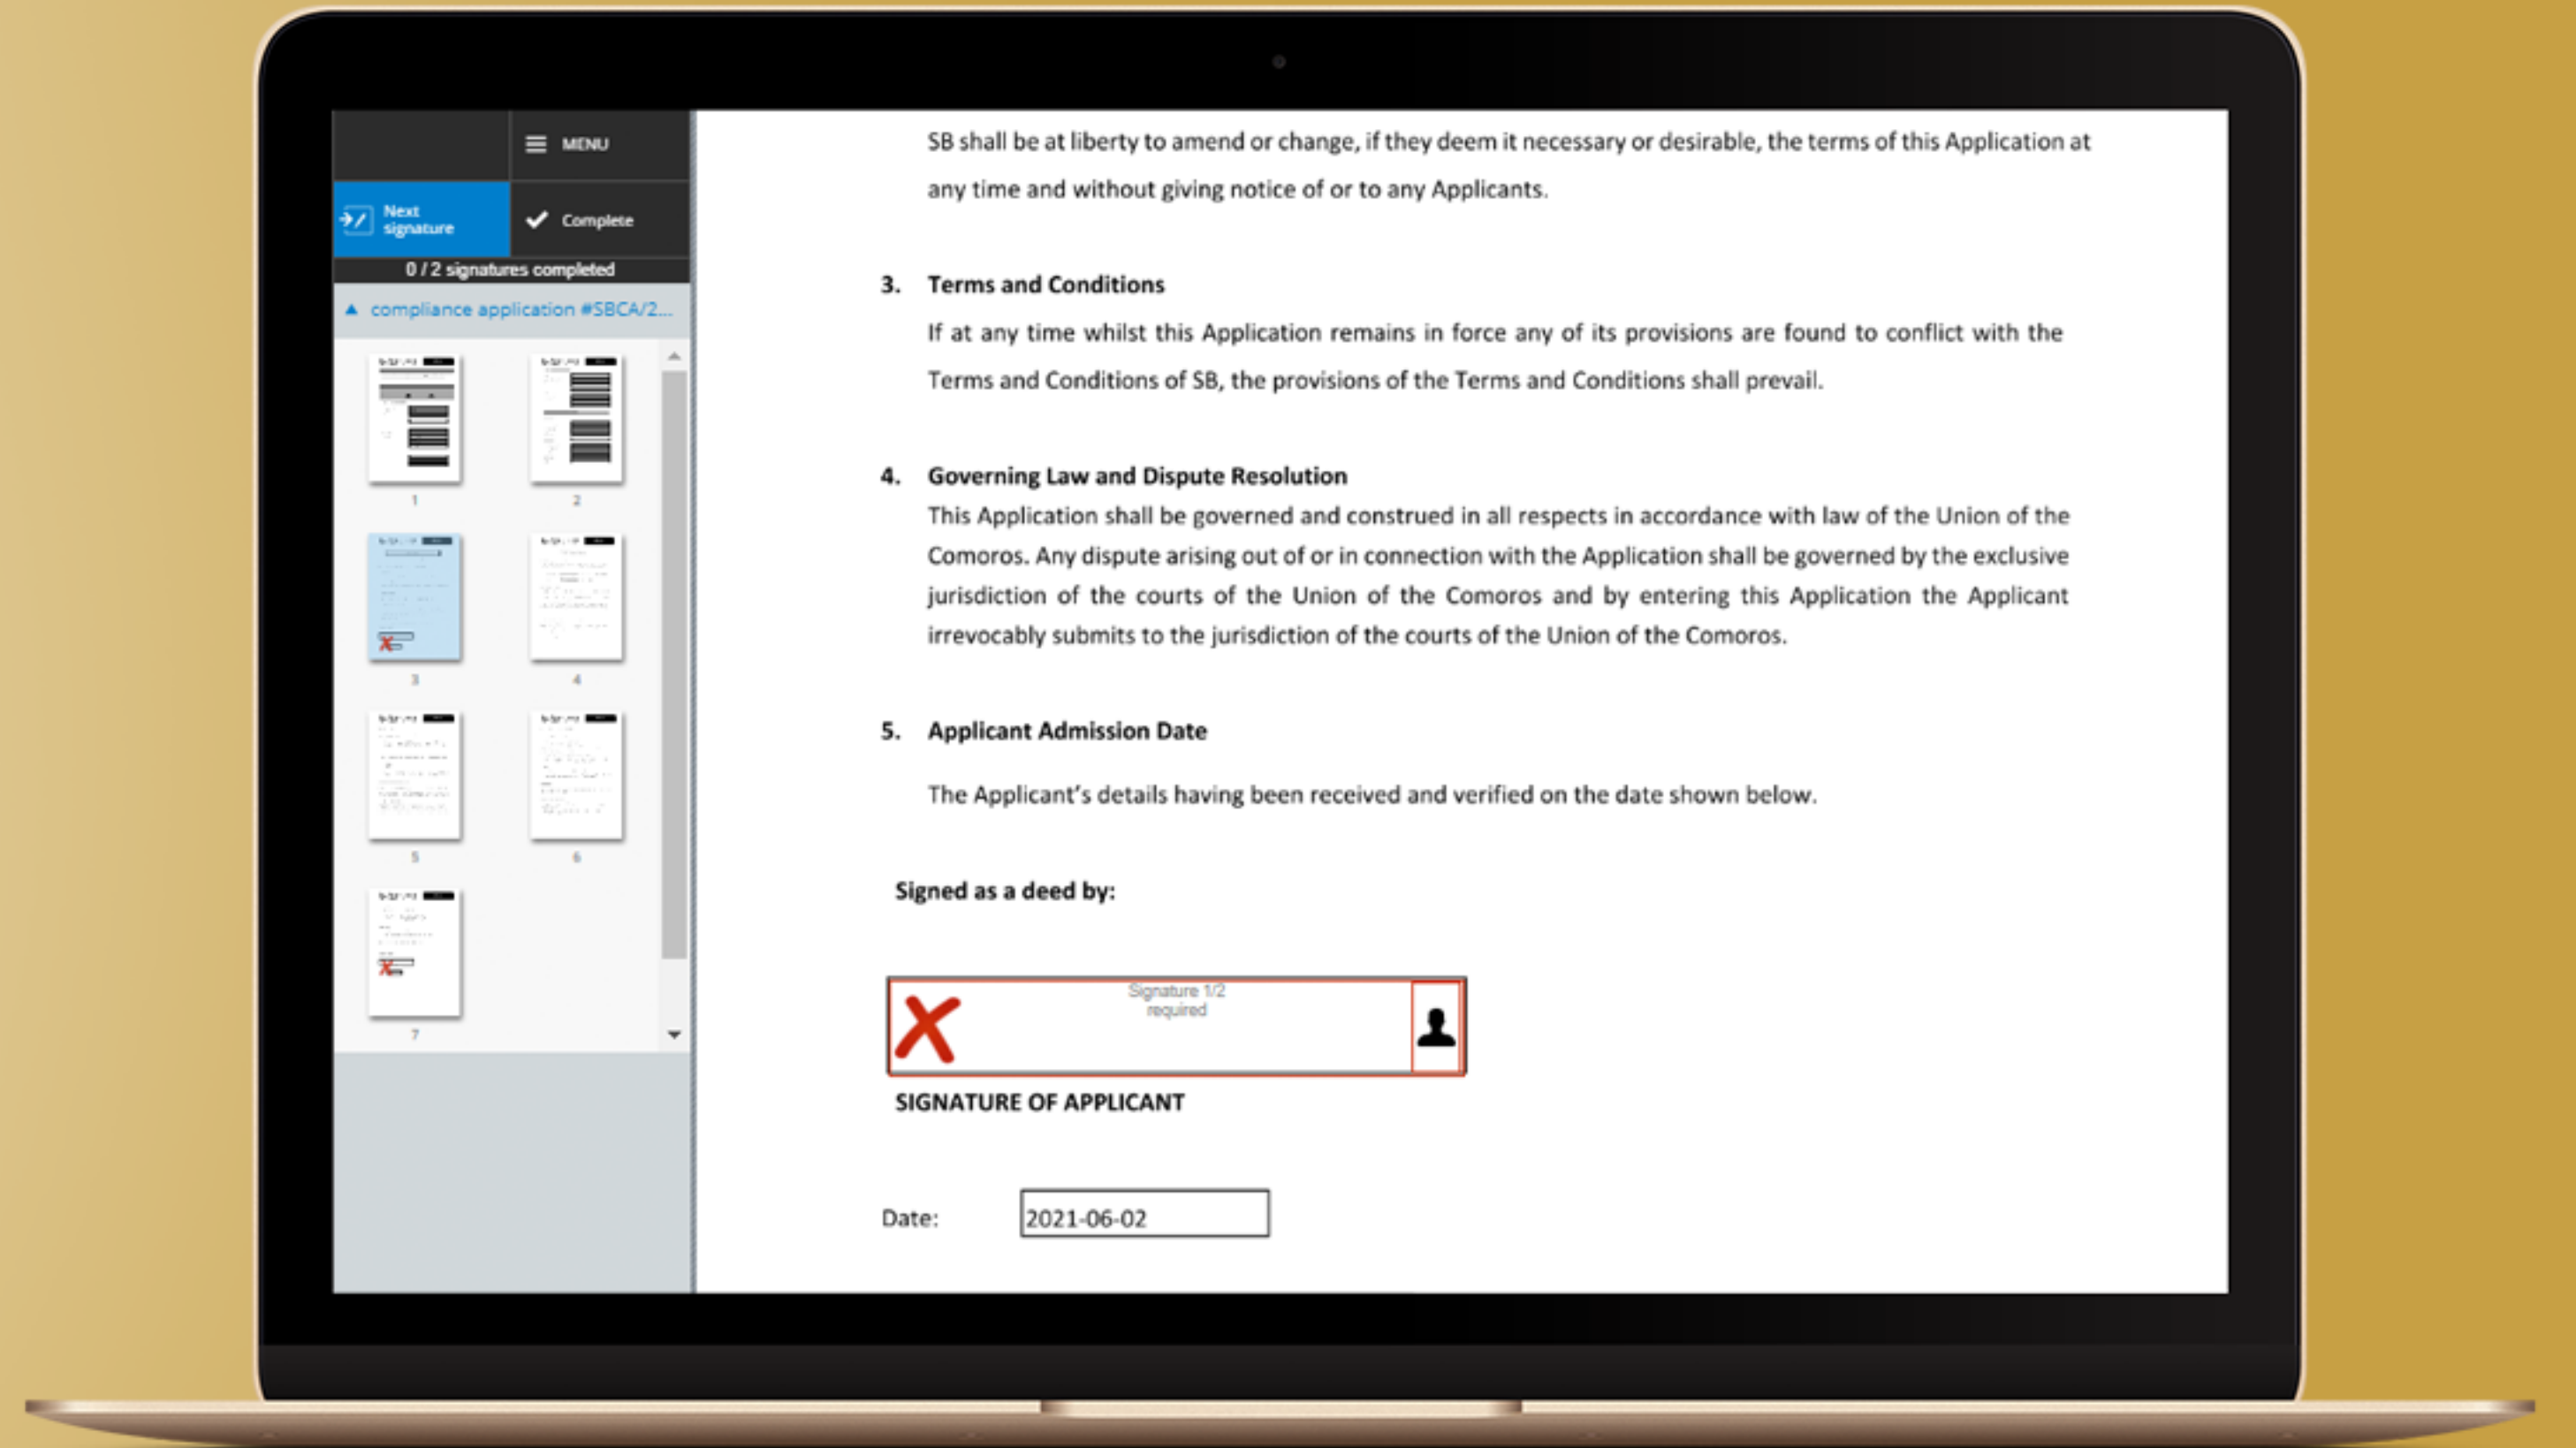 MENU
Next
signature
Complete
0 / 2 signatures completed
compliance application #SBCA/2...
1
2
3
4
5
6
7
SB shall be at liberty to amend or change, if they deem it necessary or desirable, the terms of this Application at
any time and without giving notice of or to any Applicants.
3. Terms and Conditions
If at any time whilst this Application remains in force any of its provisions are found to conflict with the
Terms and Conditions of SB, the provisions of the Terms and Conditions shall prevail.
4. Governing Law and Dispute Resolution
This Application shall be governed and construed in all respects in accordance with law of the Union of the
Comoros. Any dispute arising out of or in connection with the Application shall be governed by the exclusive
jurisdiction of the courts of the Union of the Comoros and by entering this Application the Applicant
irrevocably submits to the jurisdiction of the courts of the Union of the Comoros.
5. Applicant Admission Date
The Applicant’s details having been received and verified on the date shown below.
Signed as a deed by:
Signature 1/2
required
SIGNATURE OF APPLICANT
Date: 2021-06-02